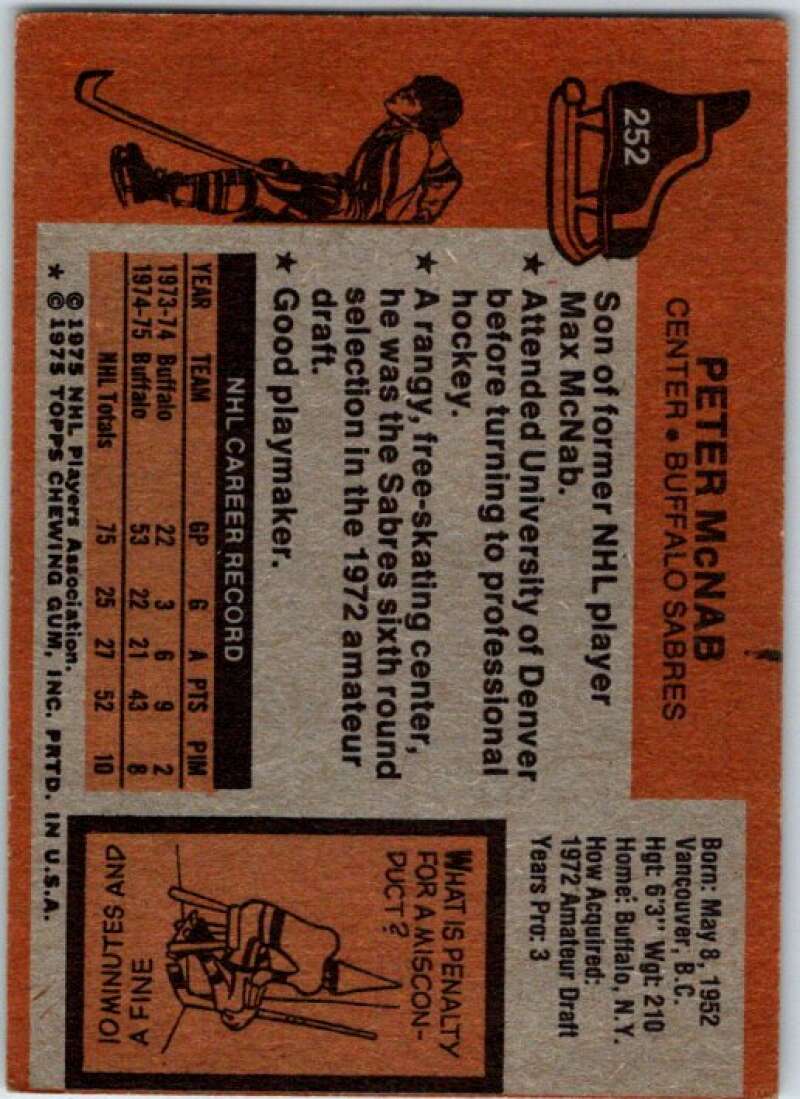 252
PETER McNAB
CENTER • BUFFALO SABRES
Born: May 8, 1952
Vancouver, B.C.
Hgt: 6'3" Wgt: 210
Home: Buffalo, N.Y.
How Acquired:
1972 Amateur Draft
Years Pro: 3
Son of former NHL player
Max McNab.
★ Attended University of Denver
before turning to professional
hockey.
★ A rangy, free-skating center,
he was the Sabres sixth round
selection in the 1972 amateur
draft.
★ Good playmaker.
NHL CAREER RECORD
YEAR TEAM GP G A PTS PIM
1973-74 Buffalo 22 3 6 9 2
1974-75 Buffalo 53 22 21 43 8
NHL Totals 75 25 27 52 10
© 1975 NHL Players Association.
★ © 1975 TOPPS CHEWING GUM, INC. PRTD. IN U.S.A.
WHAT IS PENALTY
FOR A MISCON-
DUCT?
A FINE
10 MINUTES AND